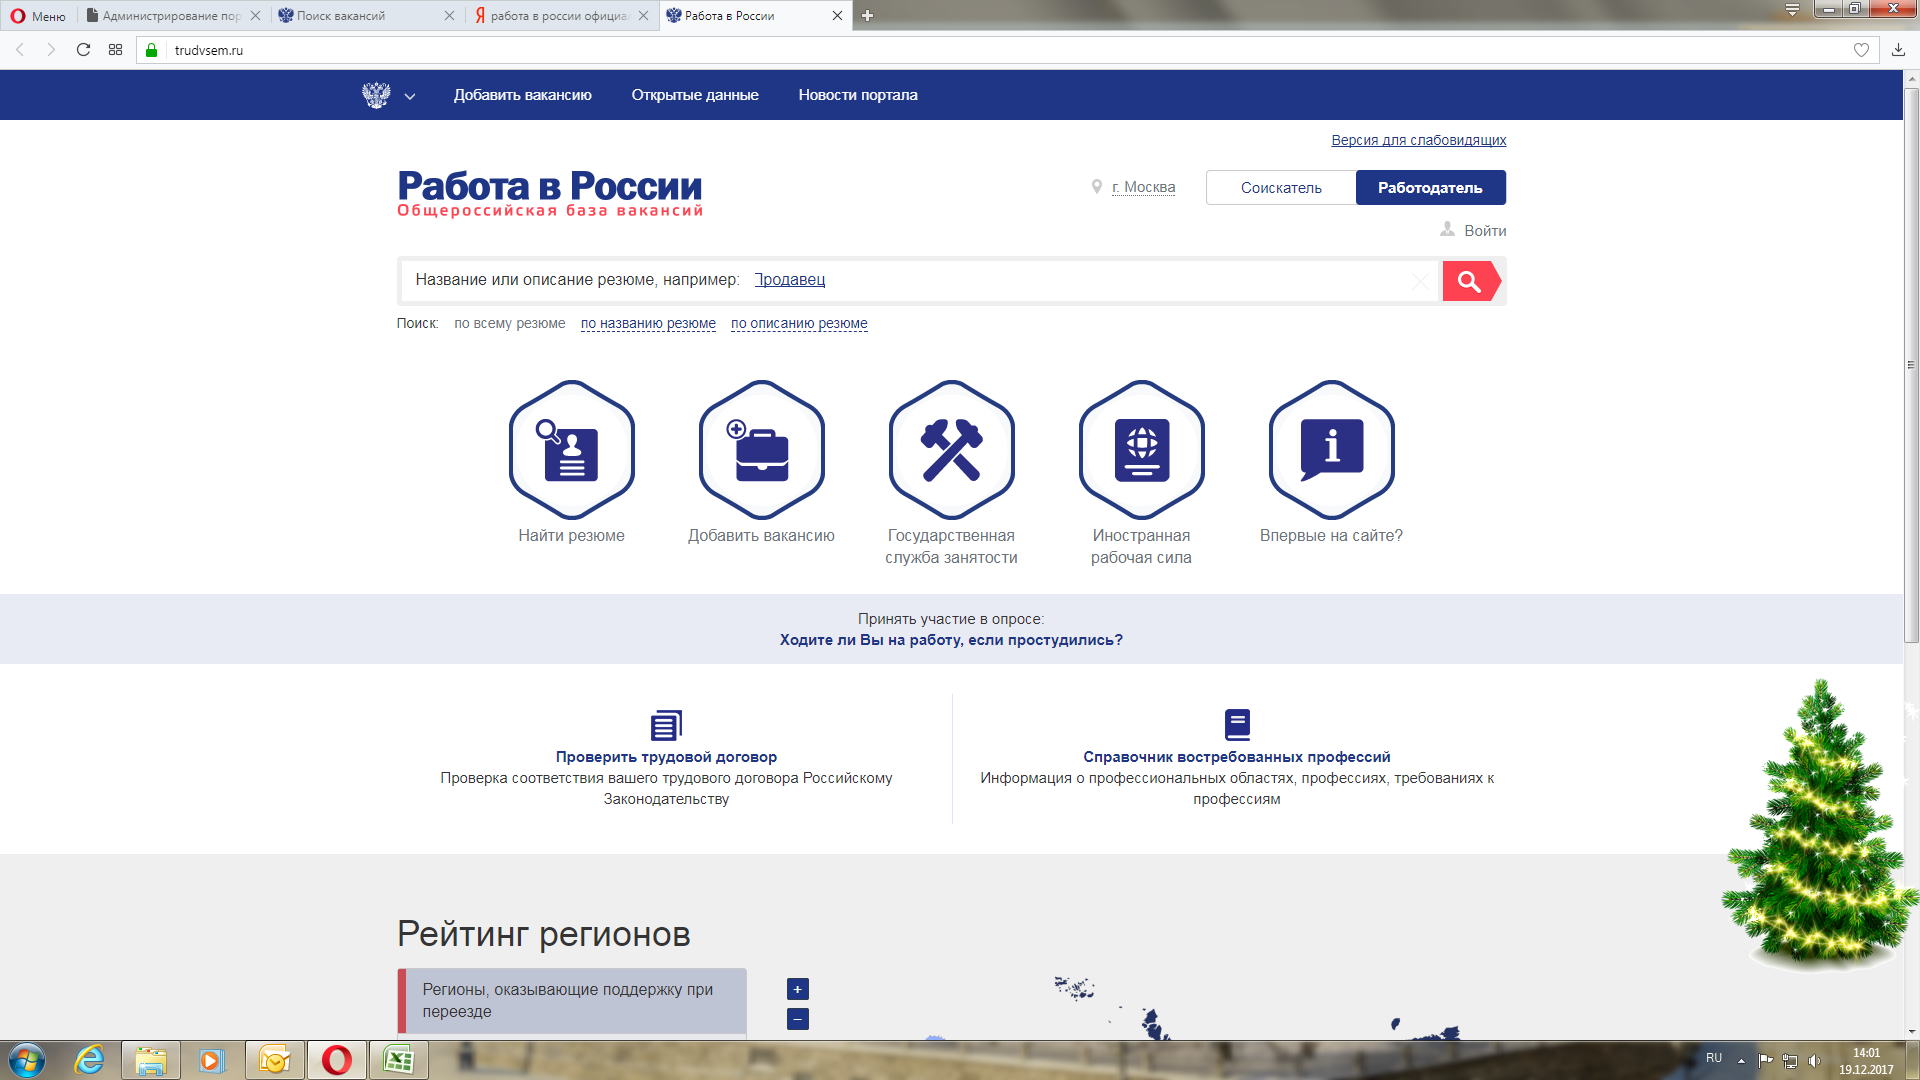 Меню
Администрирование пор
Поиск вакансий
работа в россии официа
Работа в России
trudvsem.ru
Добавить вакансию
Открытые данные
Новости портала
Версия для слабовидящих
Работа в России
Общероссийская база вакансий
г. Москва
Соискатель
Работодатель
Войти
Название или описание резюме, например: Продавец
Поиск: по всему резюме по названию резюме по описанию резюме
Найти резюме
Добавить вакансию
Государственная
служба занятости
Иностранная
рабочая сила
Впервые на сайте?
Принять участие в опросе:
Ходите ли Вы на работу, если простудились?
Проверить трудовой договор
Проверка соответствия вашего трудового договора Российскому
Законодательству
Справочник востребованных профессий
Информация о профессиональных областях, профессиях, требованиях к
профессиям
Рейтинг регионов
Регионы, оказывающие поддержку при
переезде
+
−
RU
14:01
19.12.2017